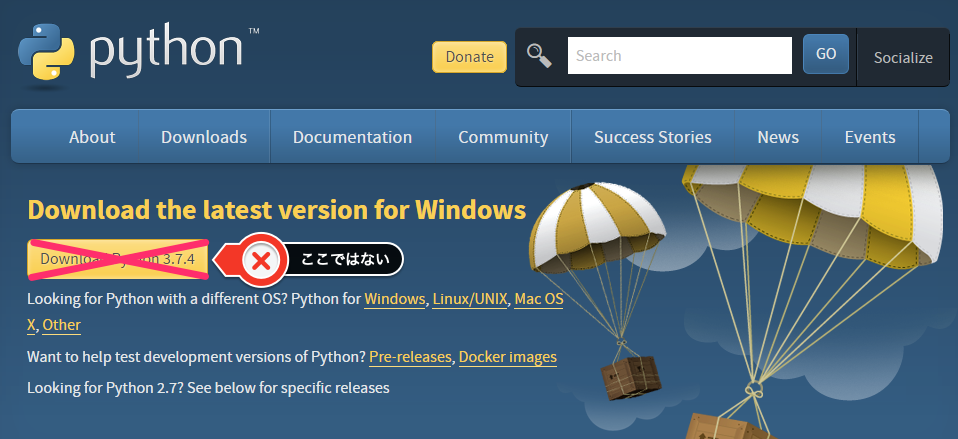 python™
Donate
Search
GO
Socialize
About Downloads Documentation Community Success Stories News Events
Download the latest version for Windows
Download Python 3.7.4
ここではない
Looking for Python with a different OS? Python for Windows, Linux/UNIX, Mac OS
X, Other
Want to help test development versions of Python? Pre-releases, Docker images
Looking for Python 2.7? See below for specific releases